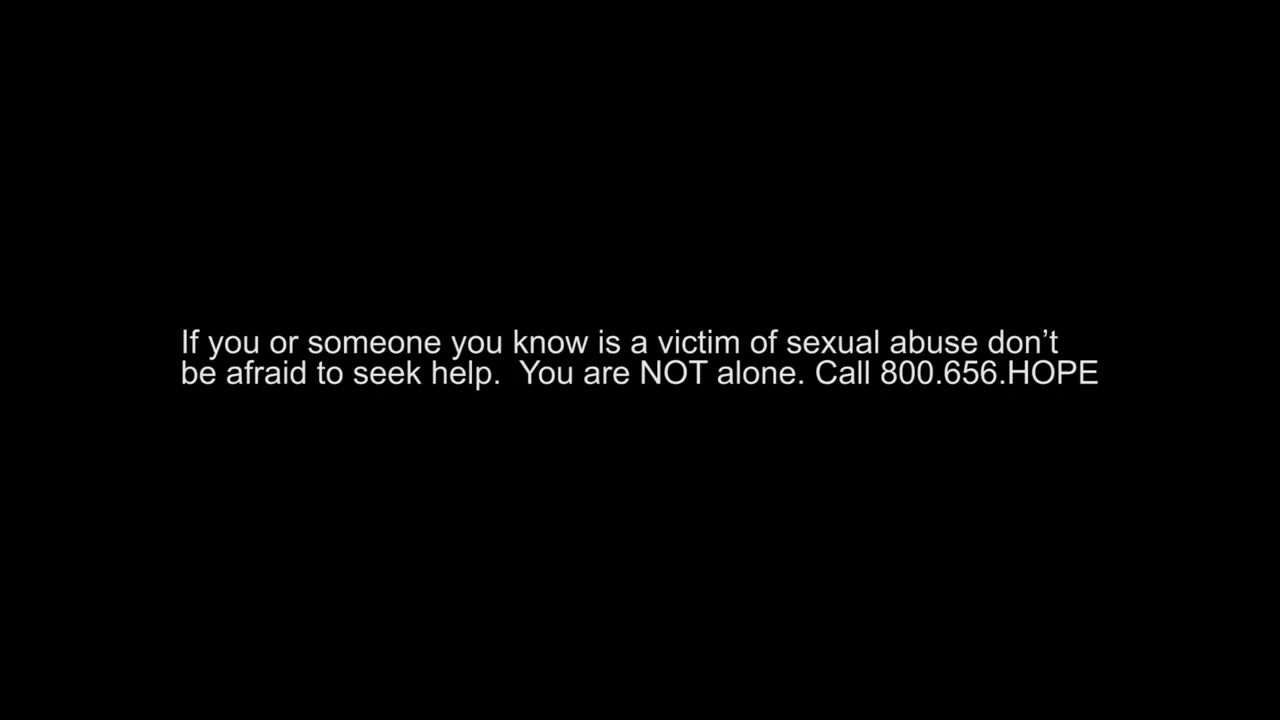 If you or someone you know is a victim of sexual abuse don’t
be afraid to seek help.  You are NOT alone. Call 800.656.HOPE